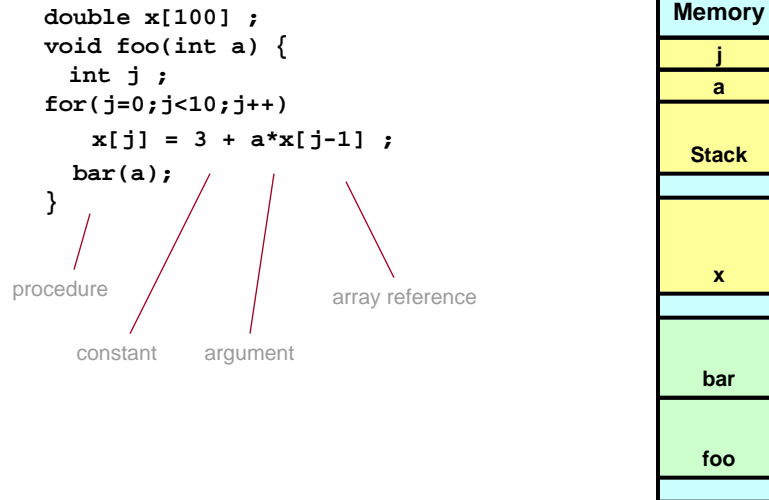 double x[100] ;
void foo(int a) {
int j ;
for(j=0;j<10;j++)
x[j] = 3 + a*x[j-1] ;
bar(a);
}
procedure
array reference
constant
argument
Memory
j
a
Stack
x
bar
foo